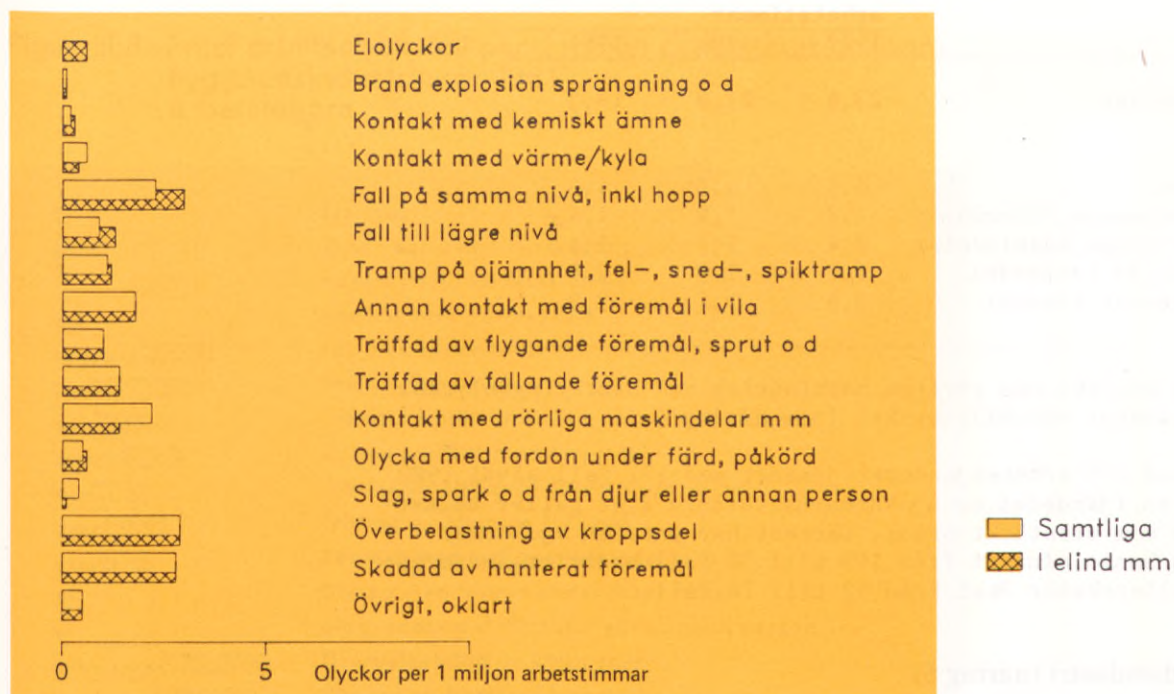 Elolyckor
Brand explosion sprängning o d
Kontakt med kemiskt ämne
Kontakt med värme/kyla
Fall på samma nivå, inkl hopp
Fall till lägre nivå
Tramp på ojämnhet, fel-, sned-, spiktramp
Annan kontakt med föremål i vila
Träffad av flygande föremål, sprut o d
Träffad av fallande föremål
Kontakt med rörliga maskindelar m m
Olycka med fordon under färd, påkörd
Slag, spark o d från djur eller annan person
Överbelastning av kroppsdel
Skadad av hanterat föremål
Övrigt, oklart
Samtliga
I elind mm
0 5 Olyckor per 1 miljon arbetstimmar